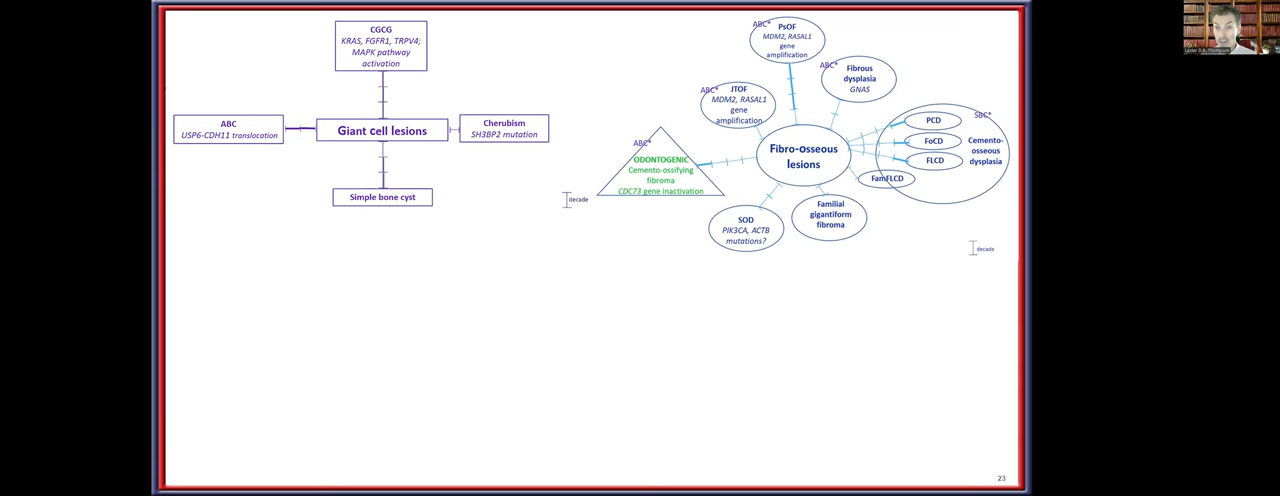 CGCG
KRAS, FGFR1, TRPV4;
MAPK pathway
activation
ABC
USP6-CDH11 translocation
Giant cell lesions
Cherubism
SH3BP2 mutation
Simple bone cyst
decade
ABC*
PsOF
MDM2, RASAL1
gene
amplification
ABC*
Fibrous
dysplasia
GNAS
ABC*
JTOF
MDM2, RASAL1
gene
amplification
ABC*
ODONTOGENIC
Cemento-ossifying
fibroma
CDC73 gene inactivation
Fibro-osseous
lesions
SBC*
PCD
FoCD
FLCD
Cemento-
osseous
dysplasia
FamFLCD
Familial
gigantiform
fibroma
SOD
PIK3CA, ACTB
mutations?
decade
23